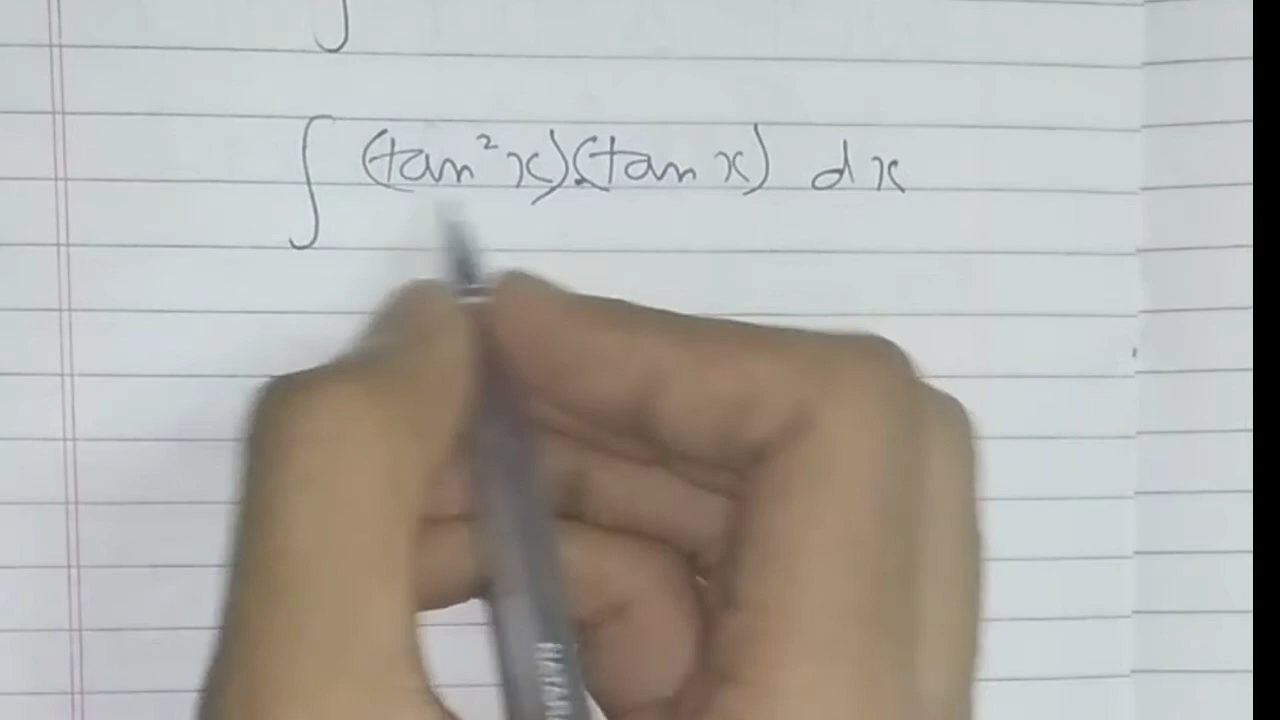 ∫
∫ (tan²x).(tan x) dx